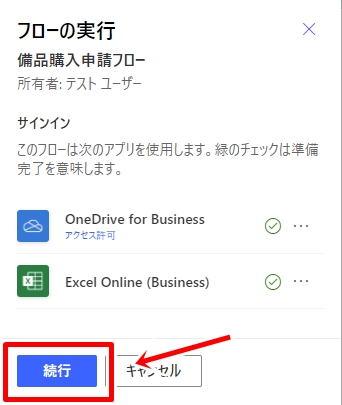 フローの実行
備品購入申請フロー
所有者: テスト ユーザー
サインイン
このフローは次のアプリを使用します。緑のチェックは準備
完了を意味します。
OneDrive for Business
アクセス許可
Excel Online (Business)
続行
キャンセル